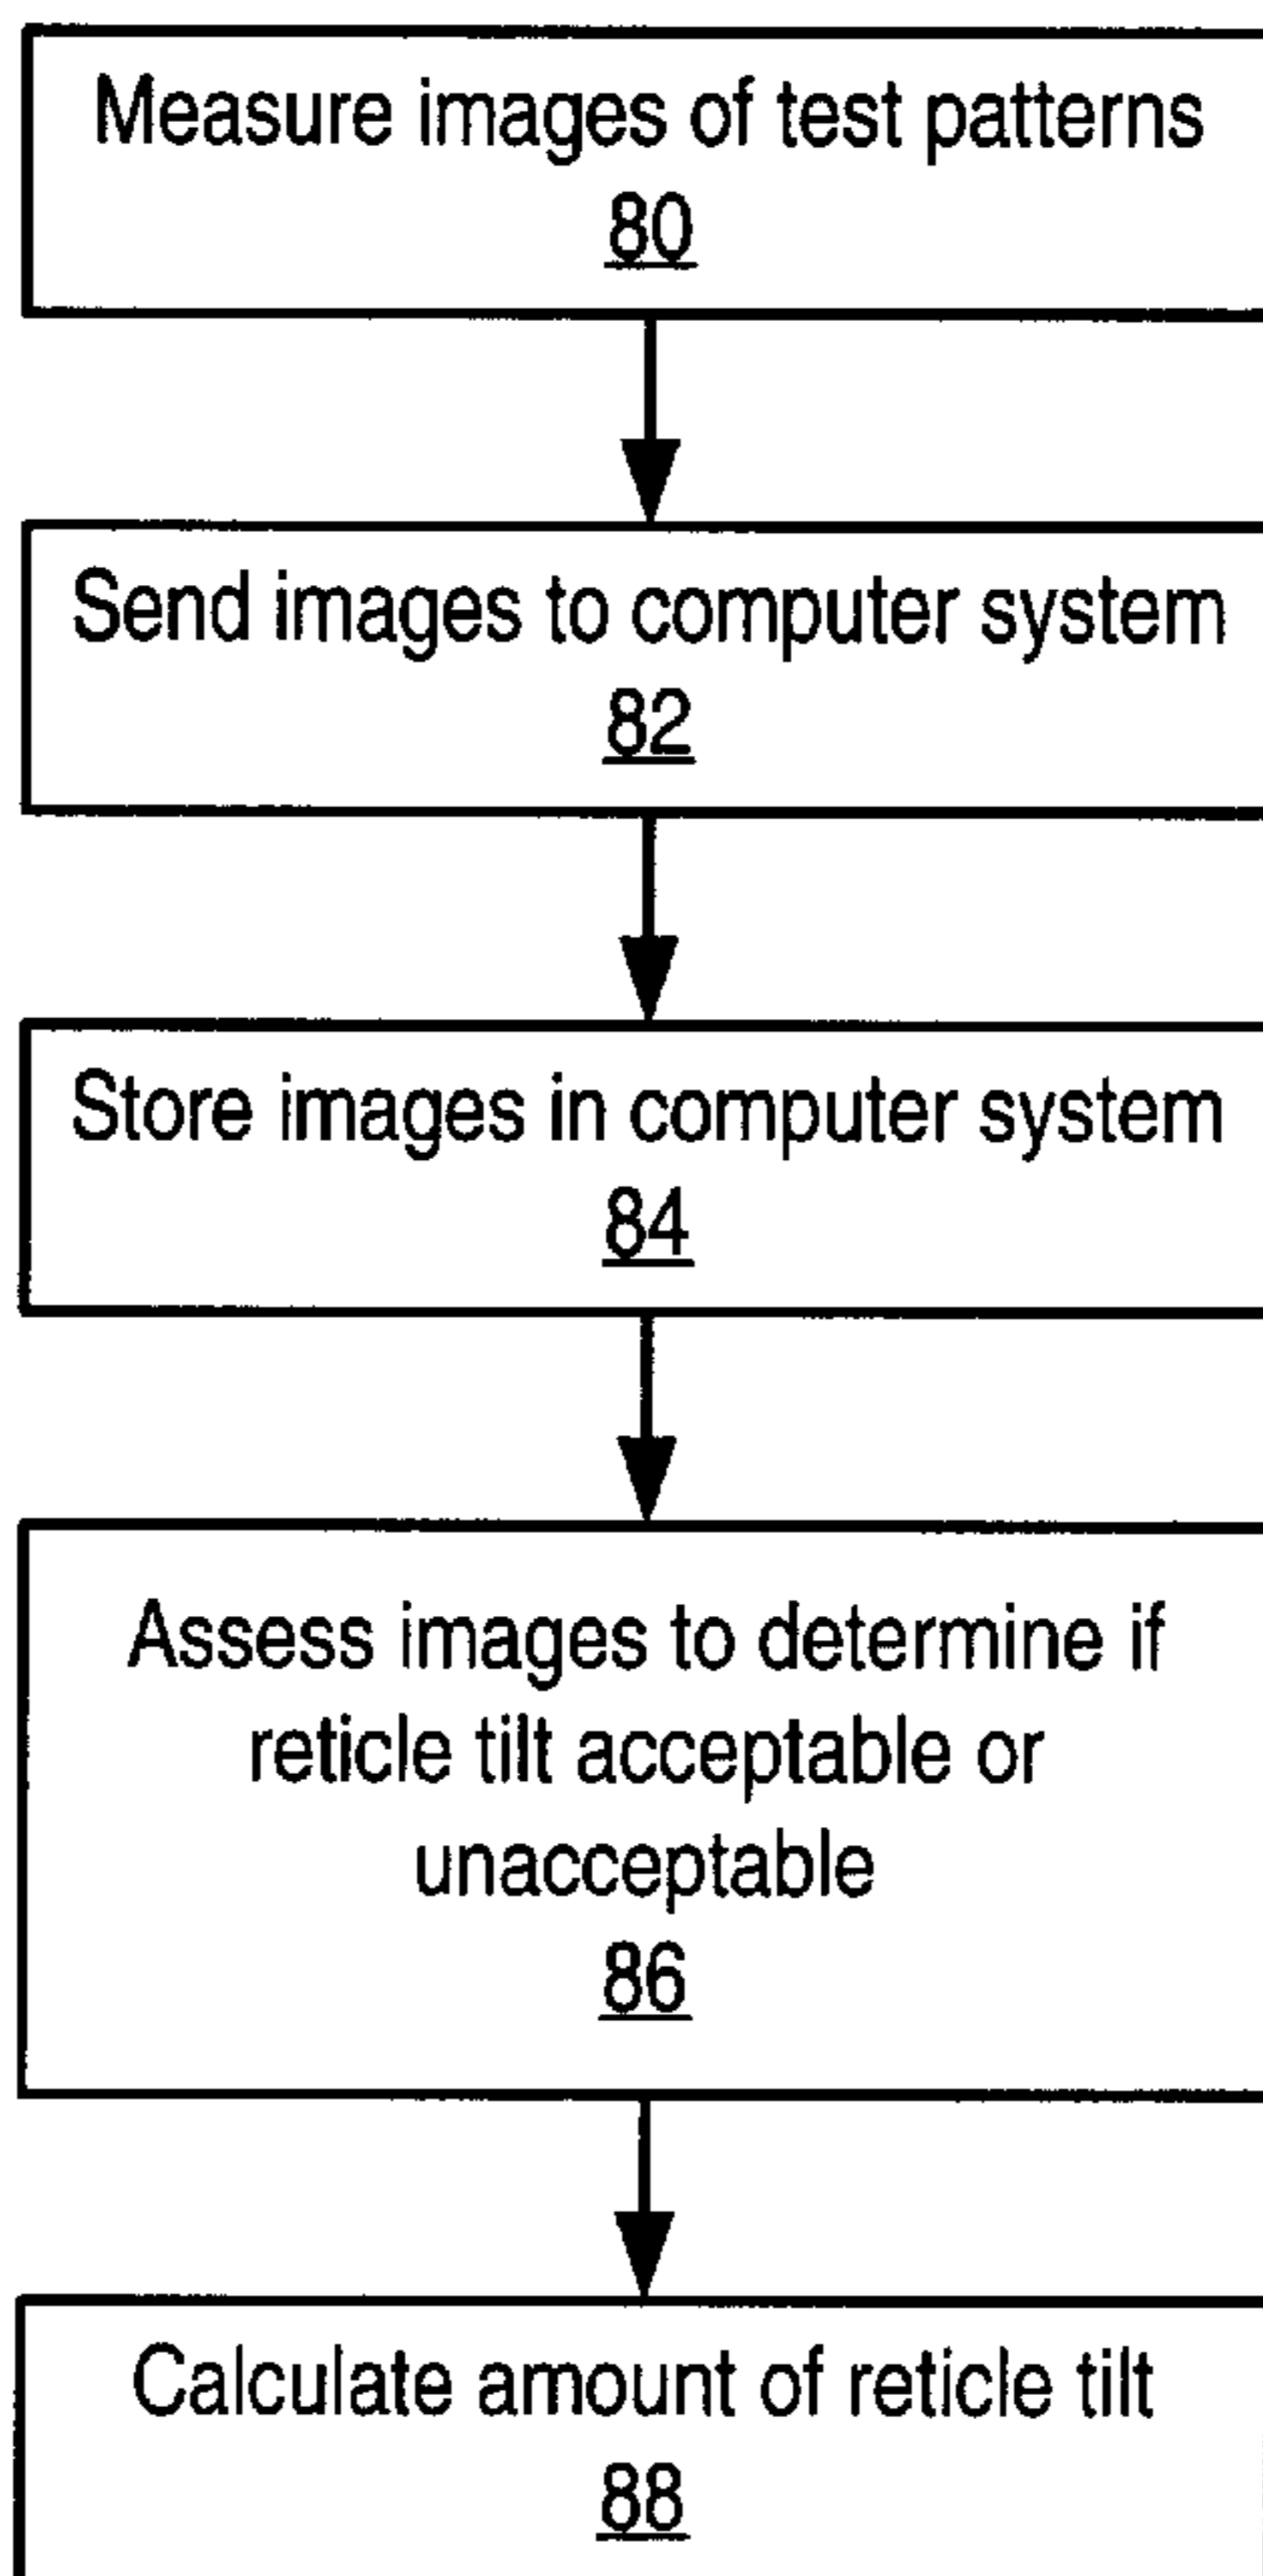 Measure images of test patterns
80
Send images to computer system
82
Store images in computer system
84
Assess images to determine if
reticle tilt acceptable or
unacceptable
86
Calculate amount of reticle tilt
88